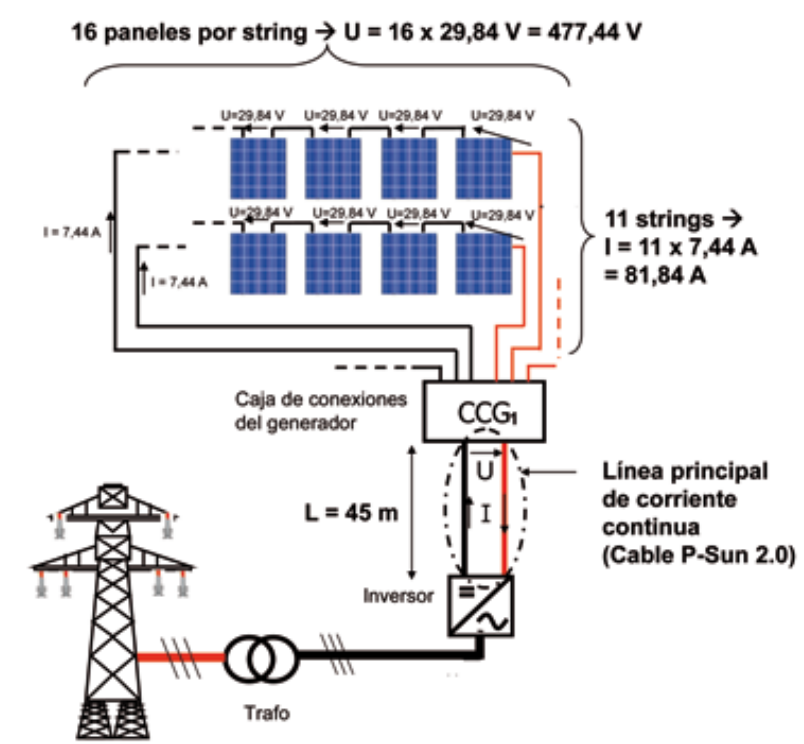 16 paneles por string → U = 16 x 29,84 V = 477,44 V
U=29,84 V U=29,84 V U=29,84 V U=29,84 V
U=29,84 V U=29,84 V U=29,84 V U=29,84 V
I = 7,44 A
I = 7,44 A
11 strings →
I = 11 x 7,44 A
= 81,84 A
Caja de conexiones
del generador
CCG1
U
I
L = 45 m
Línea principal
de corriente
continua
(Cable P-Sun 2.0)
Inversor
Trafo